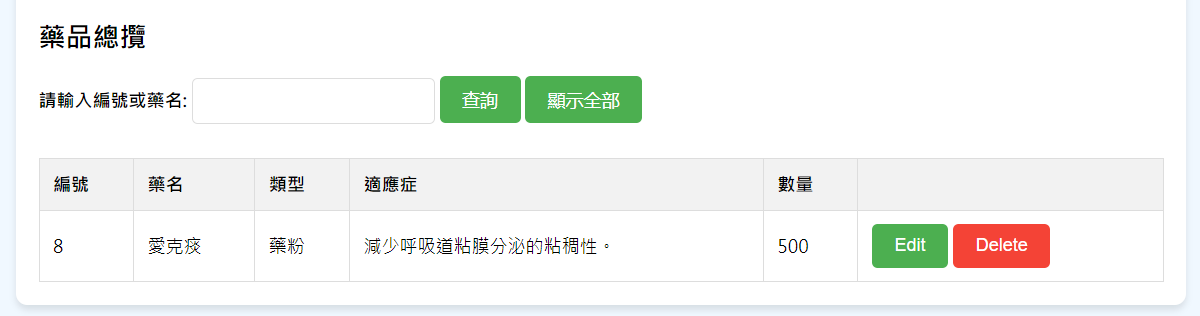 藥品總攬
請輸入編號或藥名: 查詢 顯示全部
編號 藥名 類型 適應症 數量
8 愛克痰 藥粉 減少呼吸道粘膜分泌的粘稠性。 500 Edit Delete